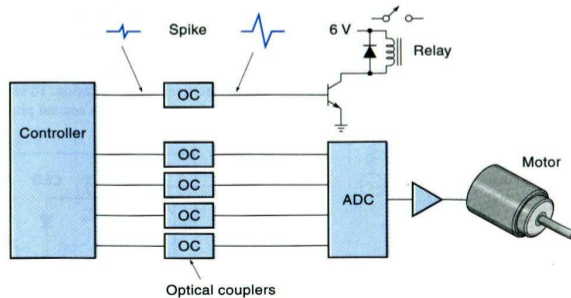 Spike
6 V
Relay
OC
Controller
OC
OC
OC
OC
ADC
Motor
Optical couplers